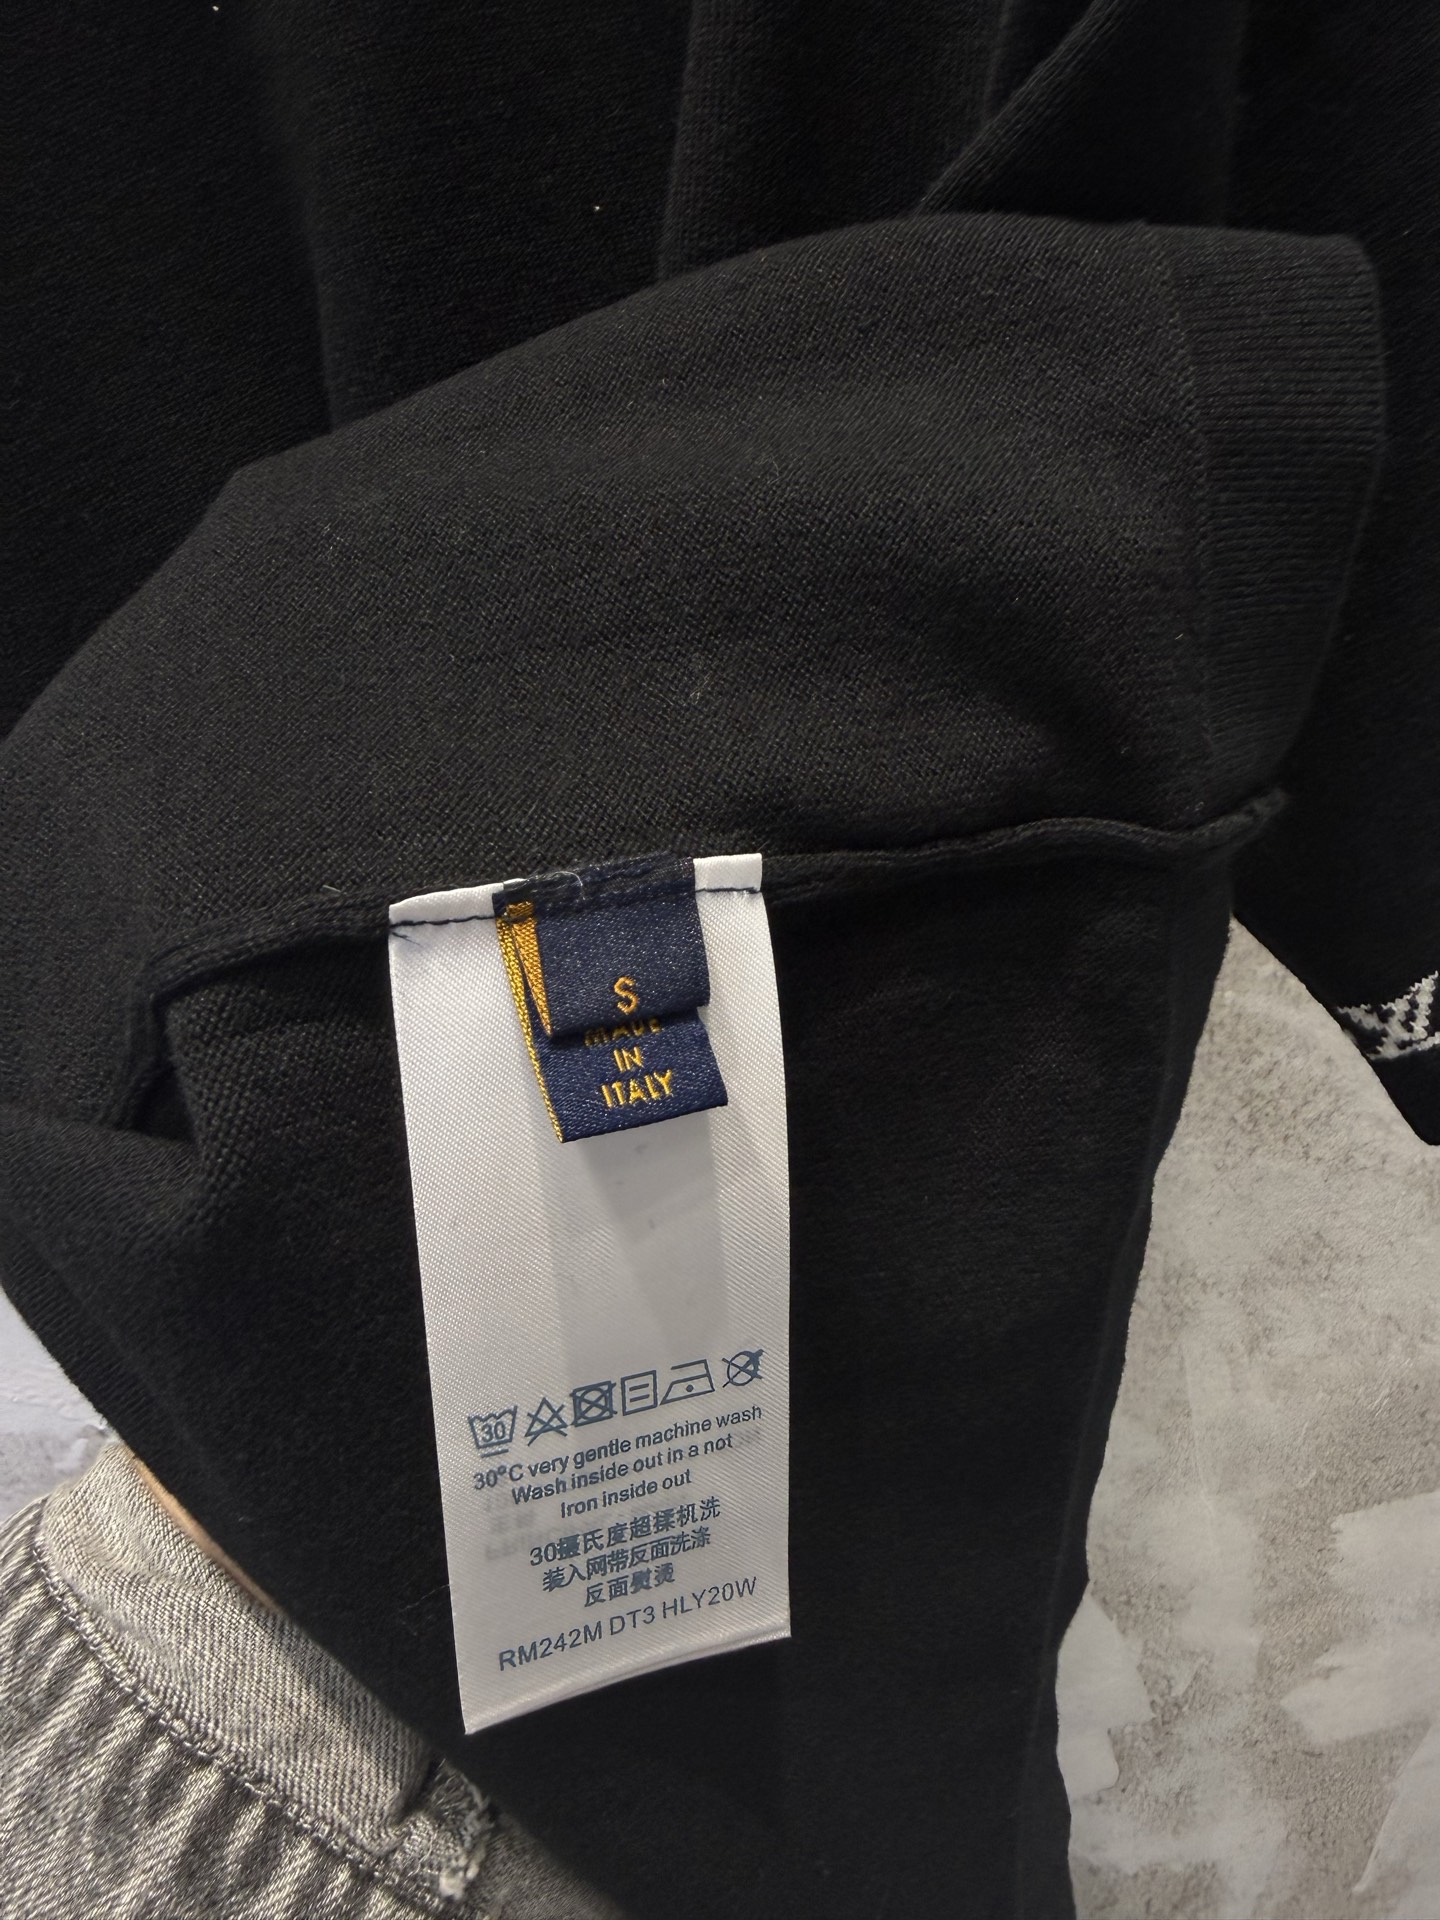 S
MADE
IN
ITALY
30
30°C very gentle machine wash
Wash inside out in a not
Iron inside out
30摄氏度超揉机洗
装入网带反面洗涤
反面熨烫
RM242M DT3 HLY20W